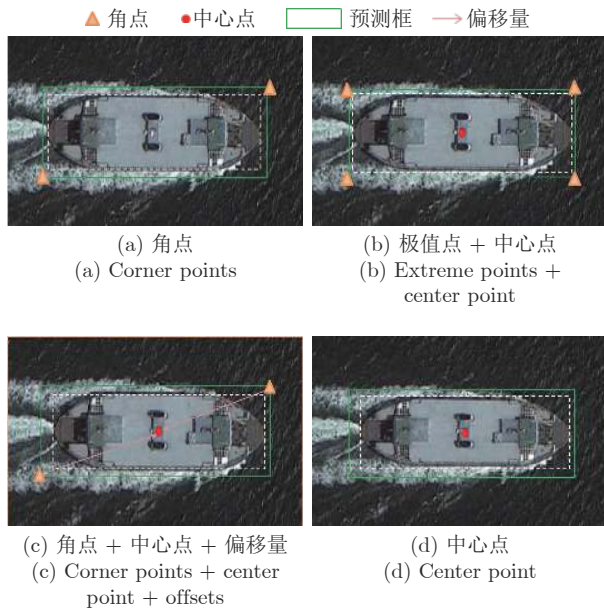 角点 中心点 预测框 偏移量
(a) 角点
(a) Corner points
(b) 极值点 + 中心点
(b) Extreme points +
center point
(c) 角点 + 中心点 + 偏移量
(c) Corner points + center
point + offsets
(d) 中心点
(d) Center point